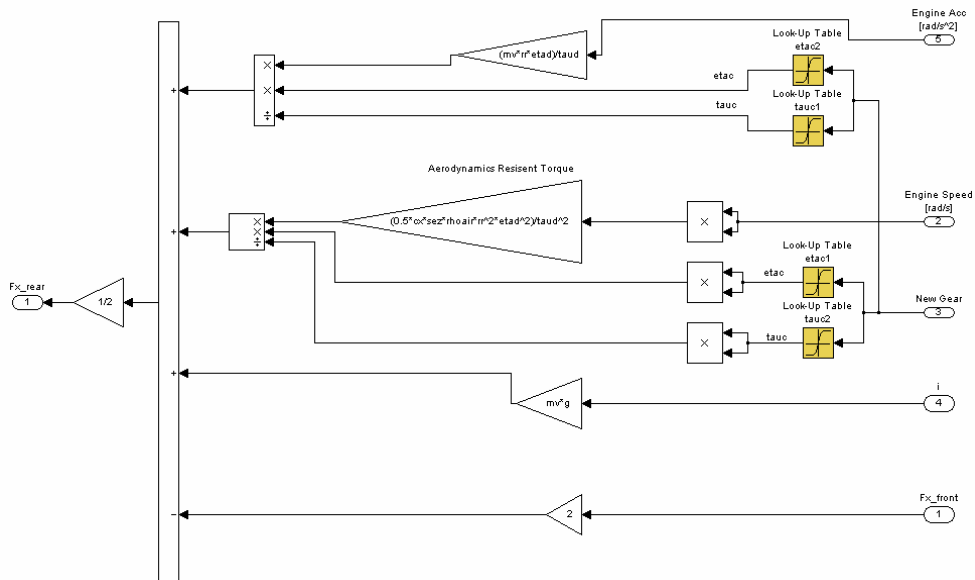 Engine Acc
[rad/s^2]
5
Look-Up Table
etac2
(mv*rr*etad)/taud
×
×
÷
etac
Look-Up Table
tauc1
tauc
+
Aerodynamics Resisent Torque
Engine Speed
[rad/s]
2
(0.5*cx*sez*rhoair*rr^2*etad^2)/taud^2
×
×
×
÷
+
Look-Up Table
etac1
etac
×
Fx_rear
1
1/2
New Gear
3
Look-Up Table
tauc2
tauc
×
+
i
4
mv*g
Fx_front
1
2
−